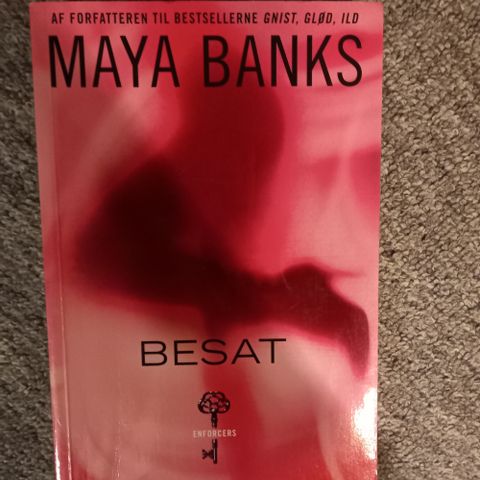 AF FORFATTEREN TIL BESTSELLERNE GNIST, GLØD, ILD
MAYA BANKS
BESAT
ENFORCERS